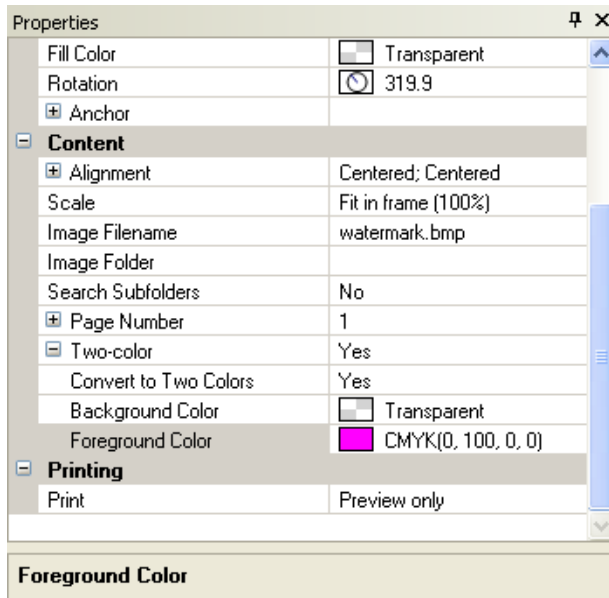 Properties
Fill Color Transparent
Rotation 319.9
Anchor
Content
Alignment Centered; Centered
Scale Fit in frame (100%)
Image Filename watermark.bmp
Image Folder
Search Subfolders No
Page Number 1
Two-color Yes
Convert to Two Colors Yes
Background Color Transparent
Foreground Color CMYK(0, 100, 0, 0)
Printing
Print Preview only
Foreground Color